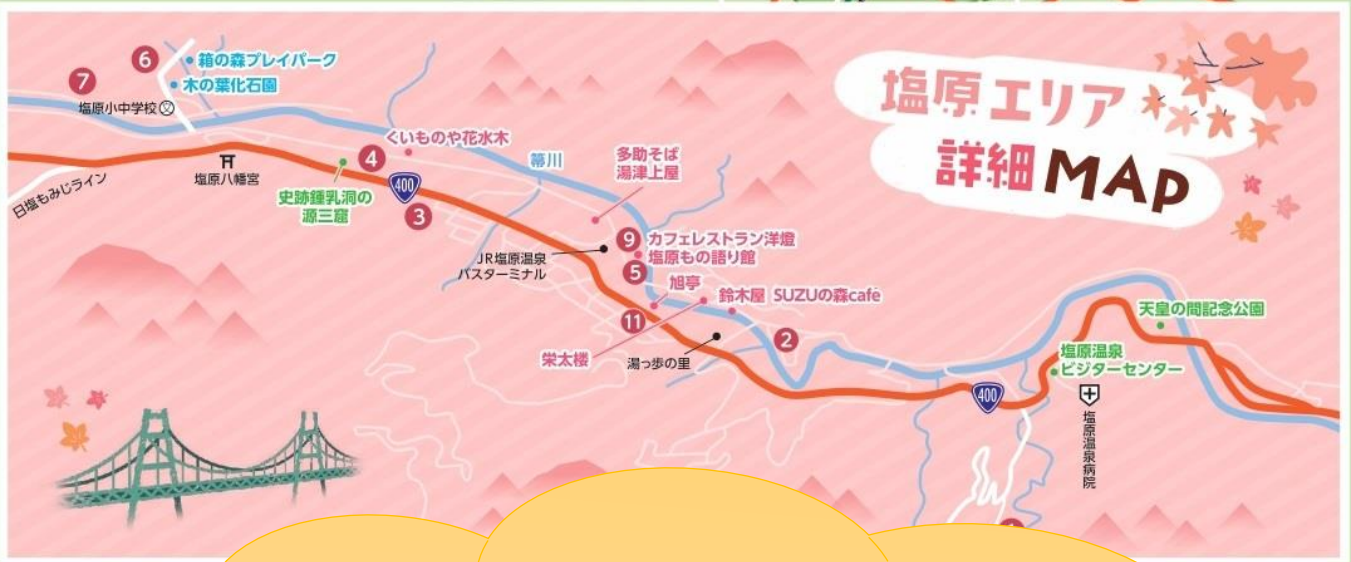 塩原エリア
詳細MAP
6
箱の森プレイパーク
木の葉化石園
7
塩原小中学校
文
塩原八幡宮
日塩もみじライン
4
史跡鍾乳洞の
源三窟
400
3
くいものや花水木
箒川
多助そば
湯津上屋
9
カフェレストラン洋燈
塩原もの語り館
5
JR塩原温泉
バスターミナル
旭亭
鈴木屋 SUZUの森cafe
11
栄太楼
湯っ歩の里
2
天皇の間記念公園
塩原温泉
ビジターセンター
400
塩原温泉病院